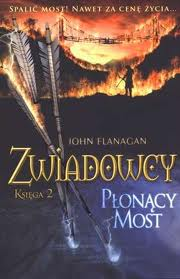 SPALIĆ MOST! NAWET ZA CENĘ ŻYCIA...
JOHN FLANAGAN
ZWIADOWCY
KSIĘGA 2
PŁONĄCY
MOST